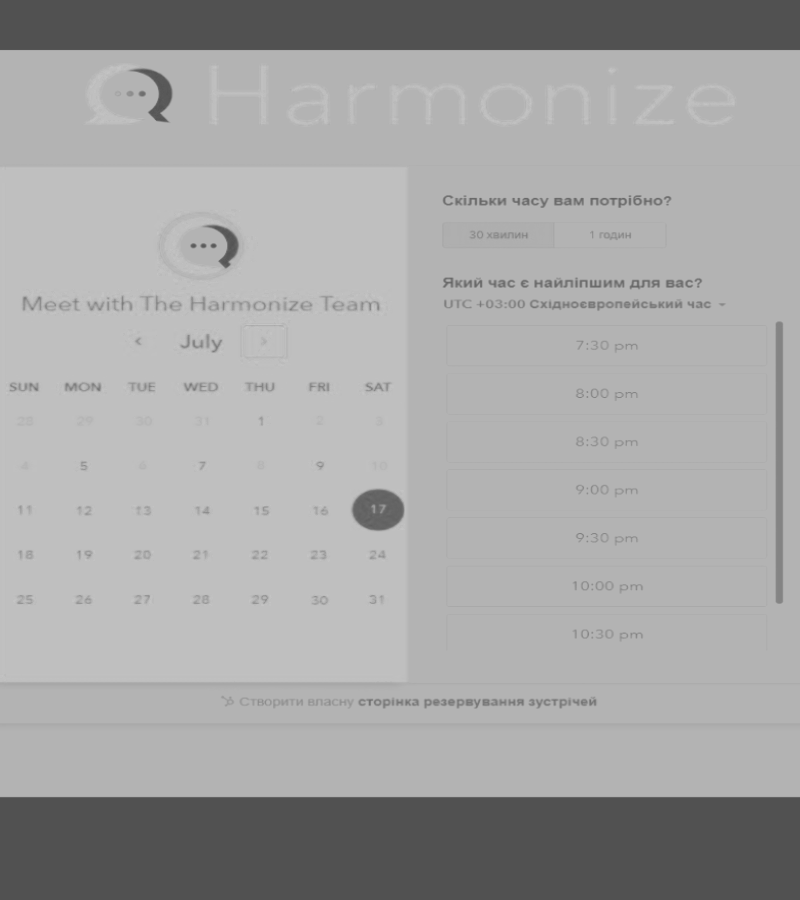 Harmonize
Meet with The Harmonize Team
‹ July ›
SUN MON TUE WED THU FRI SAT
28 29 30 31 1 2 3
4 5 6 7 8 9 10
11 12 13 14 15 16 17
18 19 20 21 22 23 24
25 26 27 28 29 30 31
Скільки часу вам потрібно?
30 хвилин 1 годин
Який час є найліпшим для вас?
UTC +03:00 Східноєвропейський час
7:30 pm
8:00 pm
8:30 pm
9:00 pm
9:30 pm
10:00 pm
10:30 pm
Створити власну сторінка резервування зустрічей